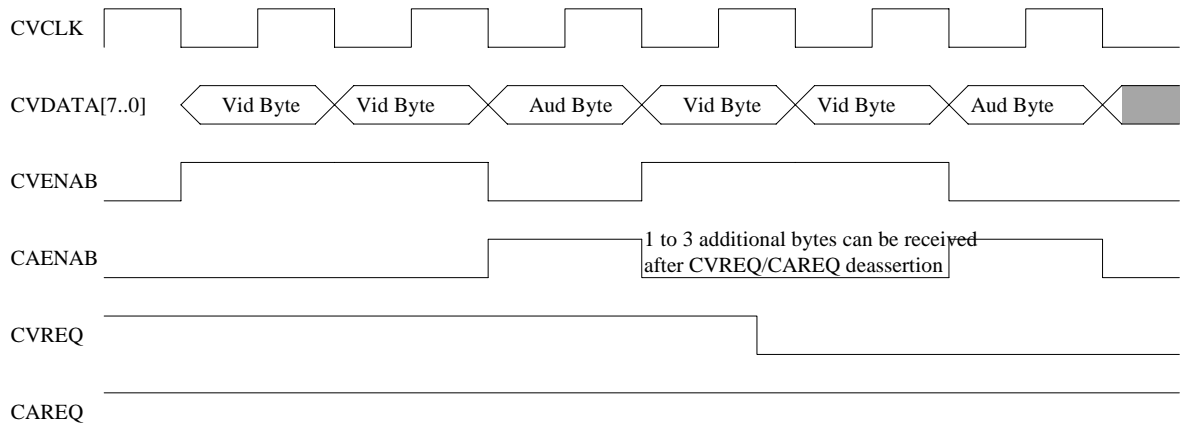 CVCLK
CVDATA[7..0]
Vid Byte
Vid Byte
Aud Byte
Vid Byte
Vid Byte
Aud Byte
CVENAB
CAENAB
1 to 3 additional bytes can be received
after CVREQ/CAREQ deassertion
CVREQ
CAREQ